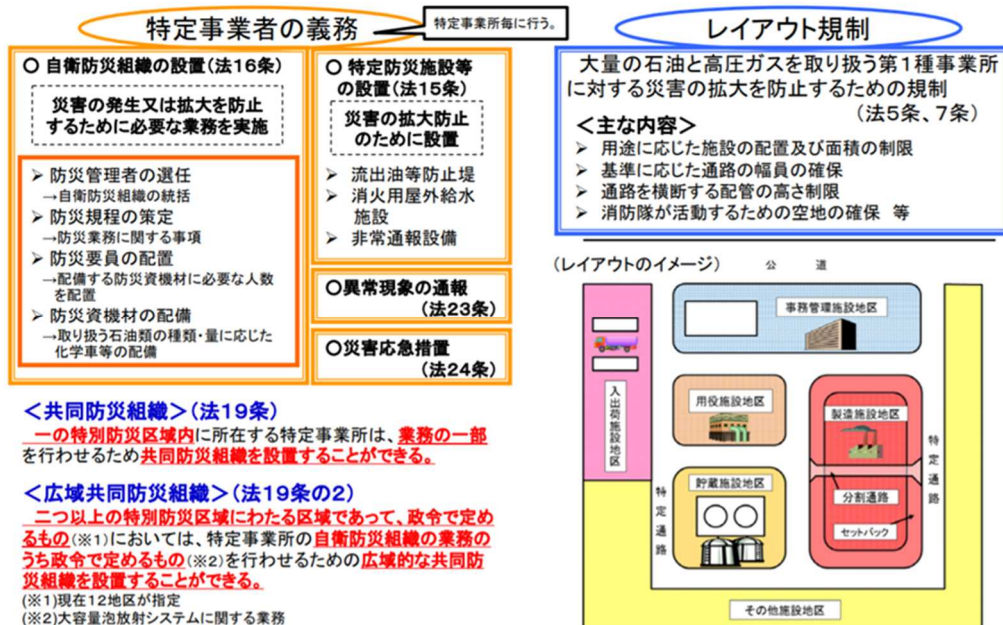 特定事業者の義務
特定事業所毎に行う。
○ 自衛防災組織の設置(法16条)
災害の発生又は拡大を防止
するために必要な業務を実施
➢ 防災管理者の選任
→自衛防災組織の統括
➢ 防災規程の策定
→防災業務に関する事項
➢ 防災要員の配置
→配備する防災資機材に必要な人数
を配置
➢ 防災資機材の配備
→取り扱う石油類の種類・量に応じた
化学車等の配備
○ 特定防災施設等
の設置(法15条)
災害の拡大防止
のために設置
➢ 流出油等防止堤
➢ 消火用屋外給水
施設
➢ 非常通報設備
○異常現象の通報
(法23条)
○災害応急措置
(法24条)
<共同防災組織>(法19条)
一の特別防災区域内に所在する特定事業所は、業務の一部
を行わせるため共同防災組織を設置することができる。
<広域共同防災組織>(法19条の2)
二つ以上の特別防災区域にわたる区域であって、政令で定め
るもの(※1)においては、特定事業所の自衛防災組織の業務の
うち政令で定めるもの(※2)を行わせるための広域的な共同防
災組織を設置することができる。
(※1)現在12地区が指定
(※2)大容量泡放射システムに関する業務
レイアウト規制
大量の石油と高圧ガスを取り扱う第1種事業所
に対する災害の拡大を防止するための規制
(法5条、7条)
<主な内容>
➢ 用途に応じた施設の配置及び面積の制限
➢ 基準に応じた通路の幅員の確保
➢ 通路を横断する配管の高さ制限
➢ 消防隊が活動するための空地の確保 等
(レイアウトのイメージ)
公 道
事務管理施設地区
入出荷施設地区
用役施設地区
製造施設地区
特定通路
貯蔵施設地区
特定通路
分割通路
セットバック
その他施設地区